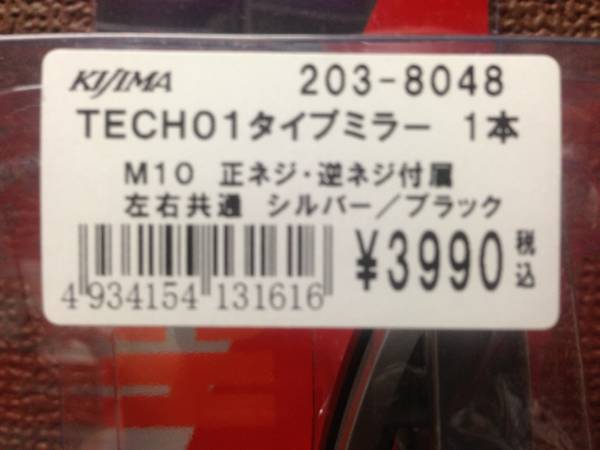 KIJIMA 203-8048
TECH01タイプミラー 1本
M10 正ネジ・逆ネジ付属
左右共通 シルバー/ブラック
¥3990 税込
4 934154 131616